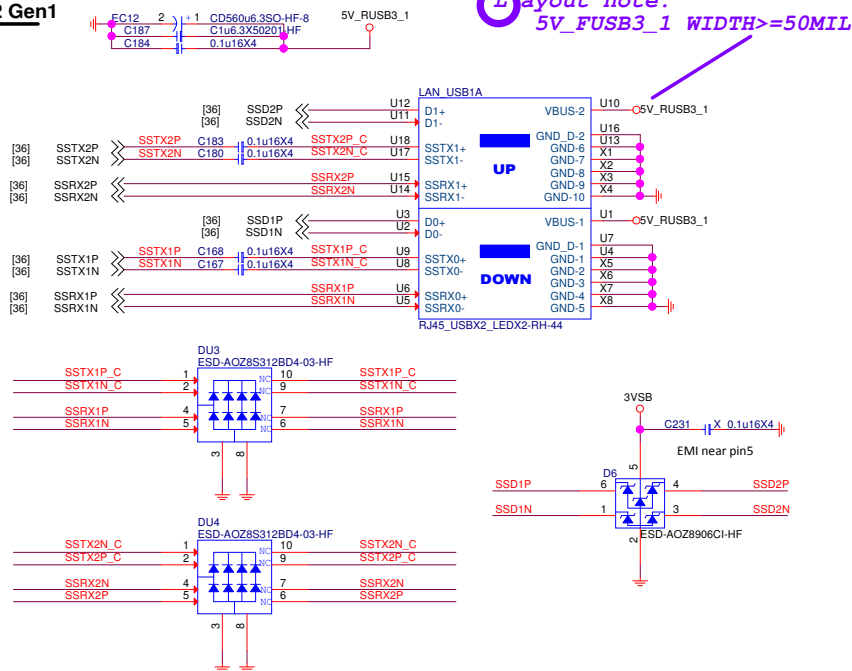 2 Gen1
Layout note:
5V_FUSB3_1 WIDTH>=50MIL
EC12 2 + 1 CD560u6.3SO-HF-8 5V_RUSB3_1
C187 C1u6.3X50201HF
C184 0.1u16X4
LAN_USB1A
[36] SSD2P U12 D1+ VBUS-2 U10 5V_RUSB3_1
[36] SSD2N U11 D1-
GND_D-2 U16
[36] SSTX2P SSTX2P C183 0.1u16X4 SSTX2P_C U18 SSTX1+ GND-6 U13
[36] SSTX2N SSTX2N C180 0.1u16X4 SSTX2N_C U17 SSTX1- GND-7 X1
UP GND-8 X2
[36] SSRX2P SSRX2P U15 SSRX1+ GND-9 X3
[36] SSRX2N SSRX2N U14 SSRX1- GND-10 X4
[36] SSD1P U3 D0+ VBUS-1 U1 5V_RUSB3_1
[36] SSD1N U2 D0-
GND_D-1 U7
[36] SSTX1P SSTX1P C168 0.1u16X4 SSTX1P_C U9 SSTX0+ GND-1 U4
[36] SSTX1N SSTX1N C167 0.1u16X4 SSTX1N_C U8 SSTX0- GND-2 X5
DOWN GND-3 X6
[36] SSRX1P SSRX1P U6 SSRX0+ GND-4 X7
[36] SSRX1N SSRX1N U5 SSRX0- GND-5 X8
RJ45_USBX2_LEDX2-RH-44
DU3
ESD-AOZ8S312BD4-03-HF
SSTX1P_C 1 NC 10 SSTX1P_C
SSTX1N_C 2 9 SSTX1N_C
SSRX1P 4 NC 7 SSRX1P
SSRX1N 5 NC 6 SSRX1N
3 8
3VSB
C231 X 0.1u16X4
EMI near pin5
D6 5
SSD1P 6 4 SSD2P
SSD1N 1 3 SSD2N
ESD-AOZ8906CI-HF
2
DU4
ESD-AOZ8S312BD4-03-HF
SSTX2N_C 1 NC 10 SSTX2N_C
SSTX2P_C 2 9 SSTX2P_C
SSRX2N 4 NC 7 SSRX2N
SSRX2P 5 NC 6 SSRX2P
3 8